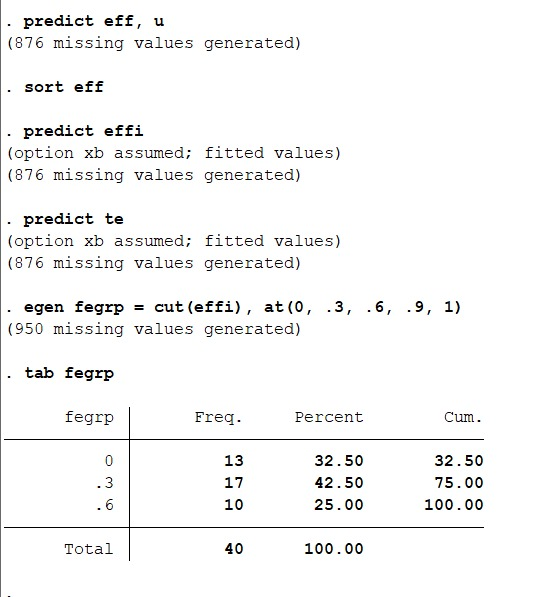 . predict eff, u
(876 missing values generated)
. sort eff
. predict effi
(option xb assumed; fitted values)
(876 missing values generated)
. predict te
(option xb assumed; fitted values)
(876 missing values generated)
. egen fegrp = cut(effi), at(0, .3, .6, .9, 1)
(950 missing values generated)
. tab fegrp
fegrp Freq. Percent Cum.
0 13 32.50 32.50
.3 17 42.50 75.00
.6 10 25.00 100.00
Total 40 100.00
.